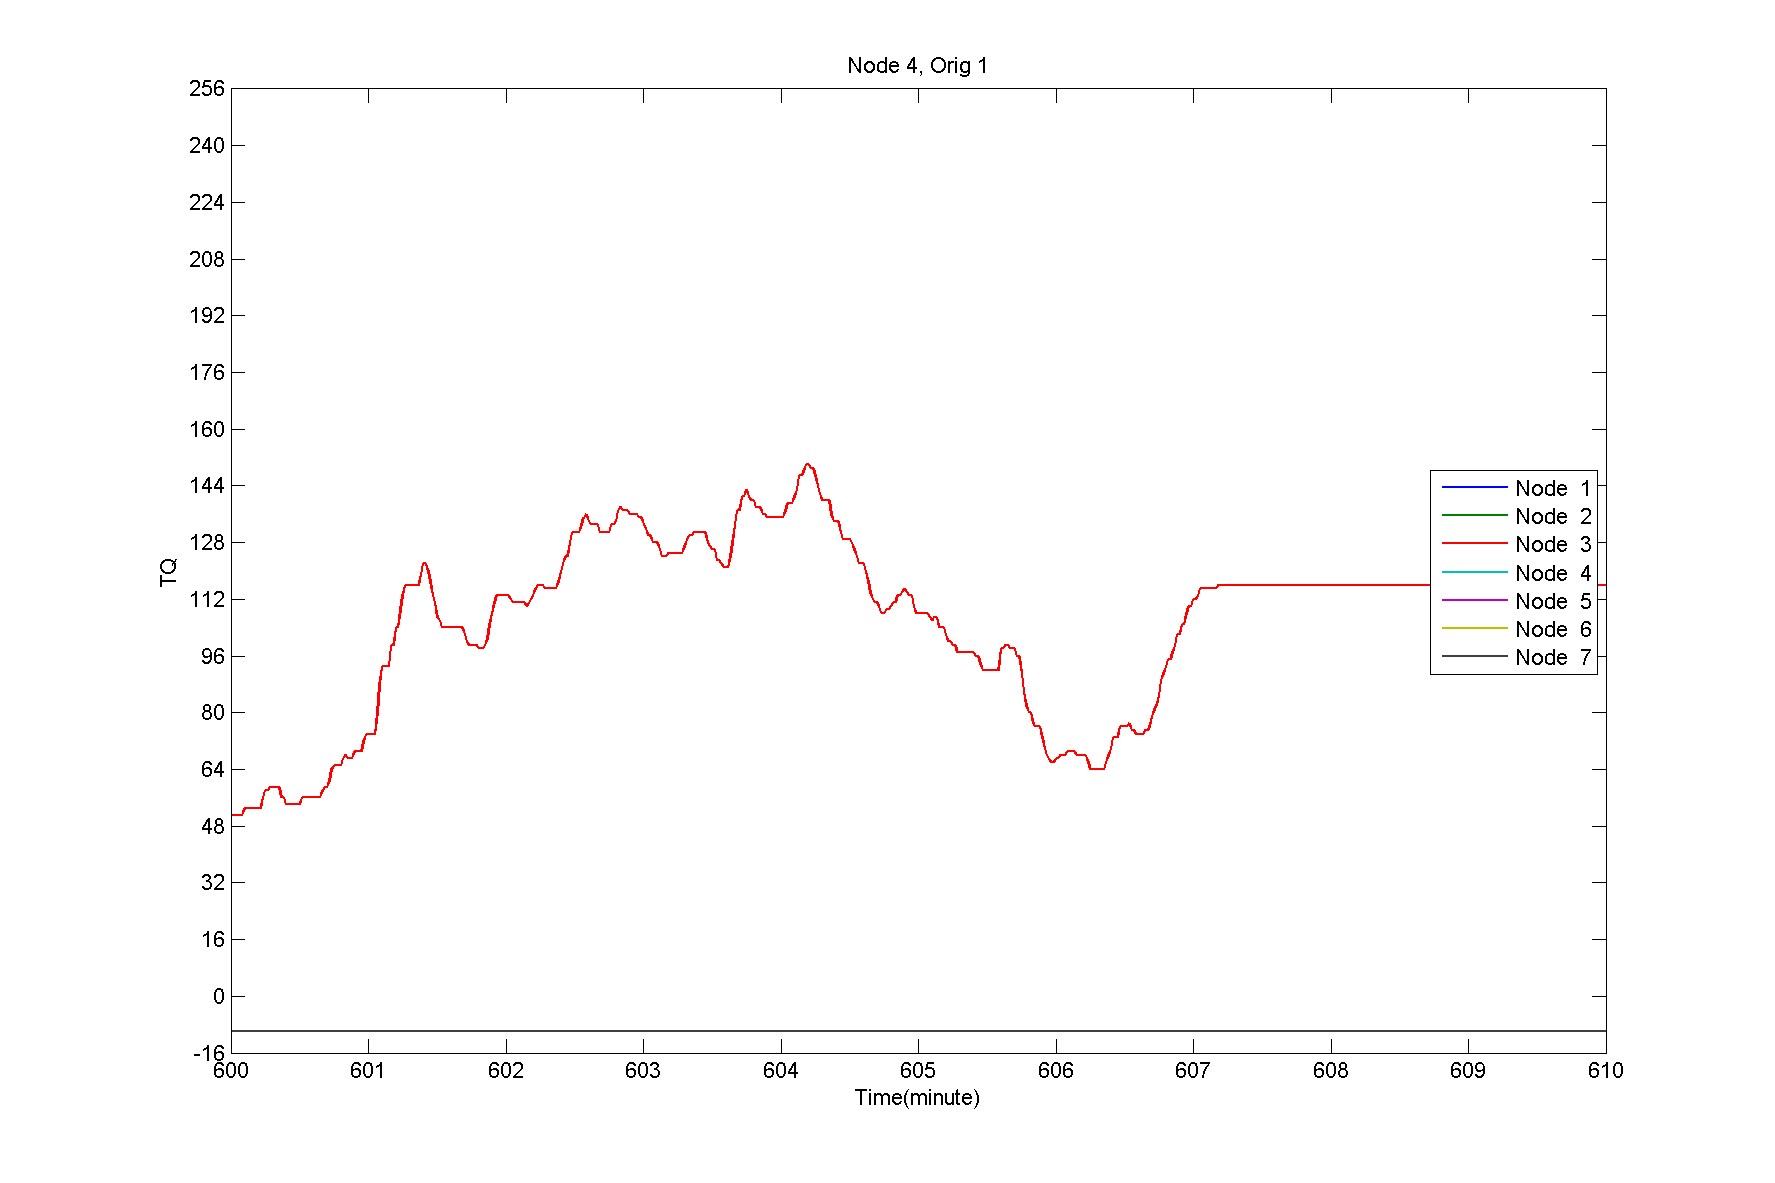 Node 4, Orig 1
256
240
224
208
192
176
160
144
128
112
96
80
64
48
32
16
0
-16
TQ
Node 1
Node 2
Node 3
Node 4
Node 5
Node 6
Node 7
600 601 602 603 604 605 606 607 608 609 610
Time(minute)